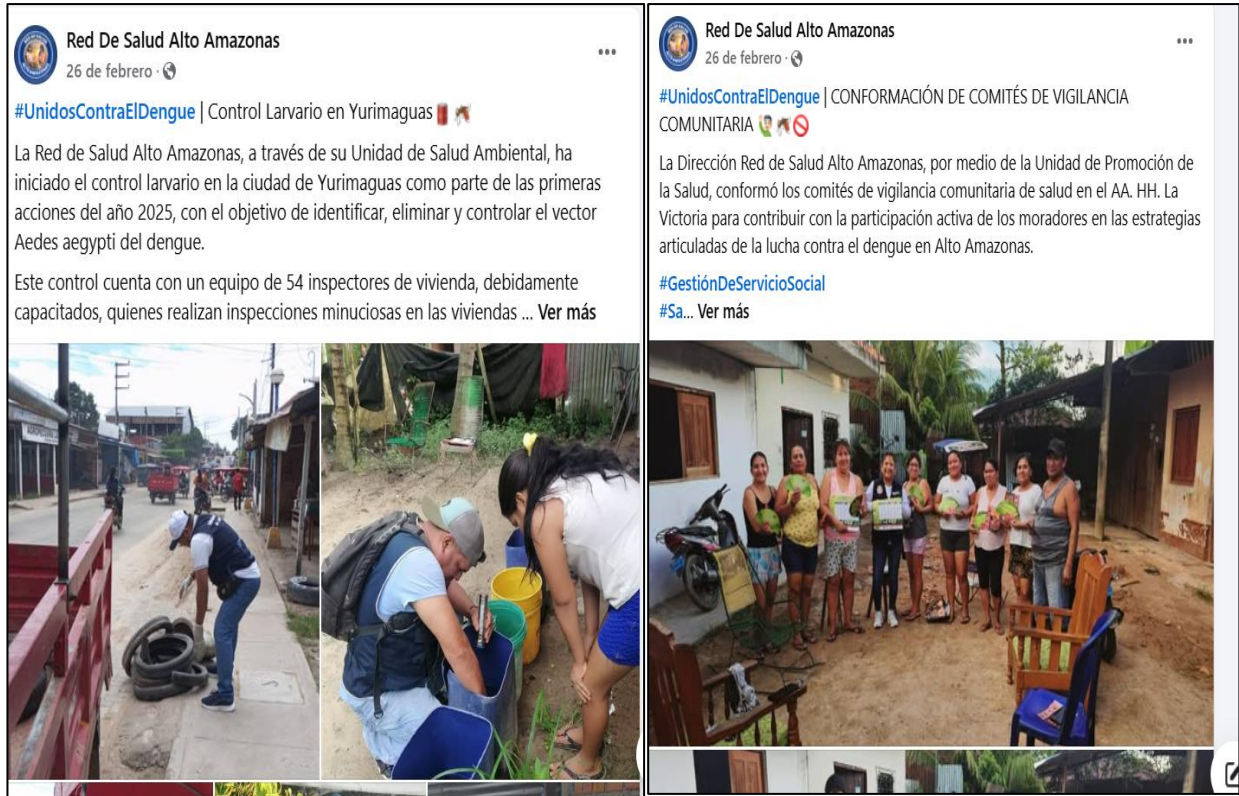 Red De Salud Alto Amazonas
26 de febrero ·
#UnidosContraElDengue | Control Larvario en Yurimaguas
La Red de Salud Alto Amazonas, a través de su Unidad de Salud Ambiental, ha
iniciado el control larvario en la ciudad de Yurimaguas como parte de las primeras
acciones del año 2025, con el objetivo de identificar, eliminar y controlar el vector
Aedes aegypti del dengue.
Este control cuenta con un equipo de 54 inspectores de vivienda, debidamente
capacitados, quienes realizan inspecciones minuciosas en las viviendas ... Ver más
Red De Salud Alto Amazonas
26 de febrero ·
#UnidosContraElDengue | CONFORMACIÓN DE COMITÉS DE VIGILANCIA
COMUNITARIA
La Dirección Red de Salud Alto Amazonas, por medio de la Unidad de Promoción de
la Salud, conformó los comités de vigilancia comunitaria de salud en el AA. HH. La
Victoria para contribuir con la participación activa de los moradores en las estrategias
articuladas de la lucha contra el dengue en Alto Amazonas.
#GestiónDeServicioSocial
#Sa... Ver más